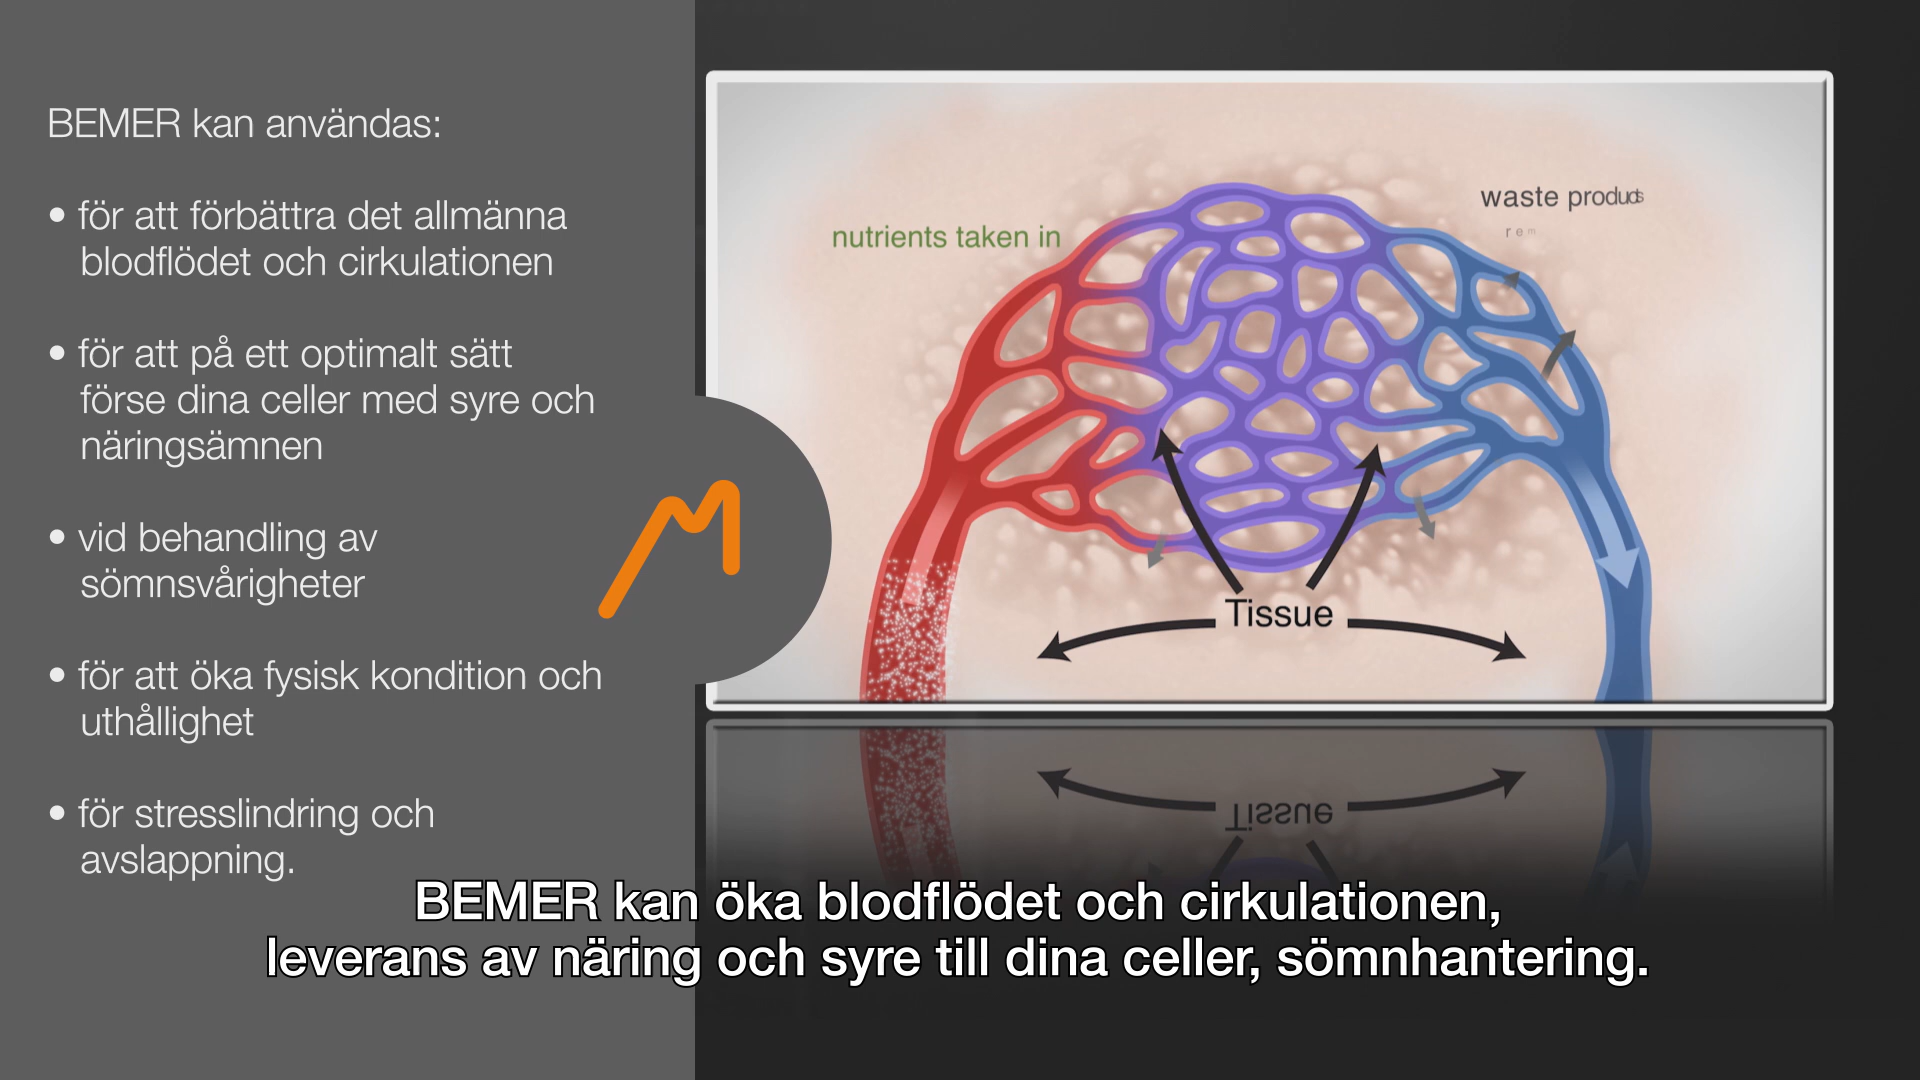 BEMER kan användas:
• för att förbättra det allmänna
blodflödet och cirkulationen
• för att på ett optimalt sätt
förse dina celler med syre och
näringsämnen
• vid behandling av
sömnsvårigheter
• för att öka fysisk kondition och
uthållighet
• för stresslindring och
avslappning.
nutrients taken in
waste products
rem
Tissue
Tissue
BEMER kan öka blodflödet och cirkulationen,
leverans av näring och syre till dina celler, sömnhantering.